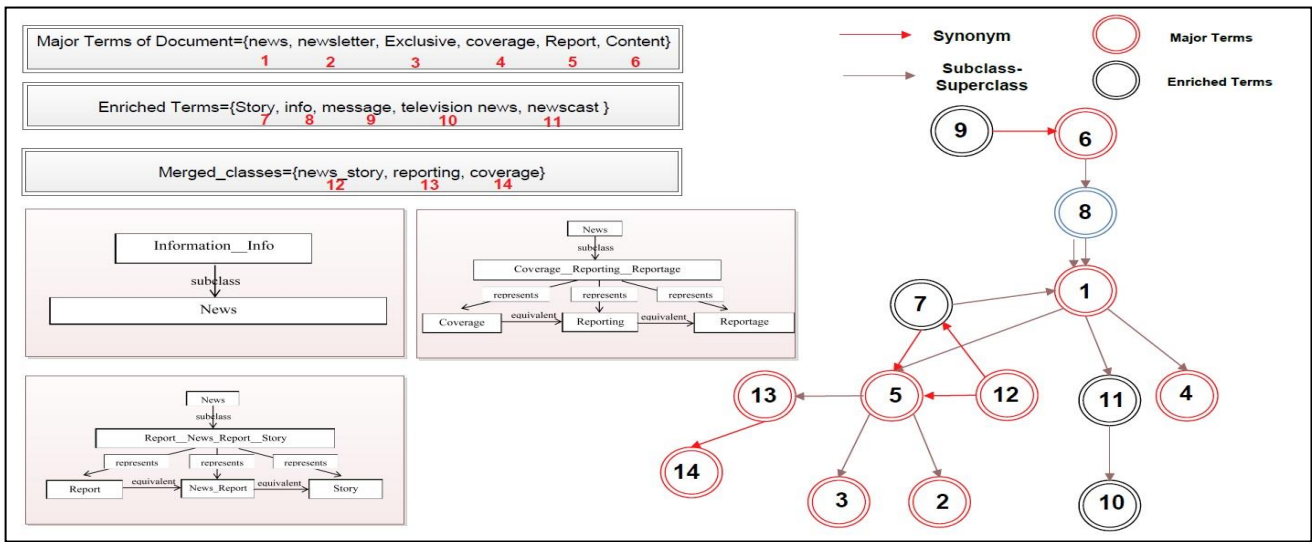 Major Terms of Document={news, newsletter, Exclusive, coverage, Report, Content}
1 2 3 4 5 6
Enriched Terms={Story, info, message, television news, newscast }
7 8 9 10 11
Merged_classes={news_story, reporting, coverage}
12 13 14
Synonym
Major Terms
Subclass-
Superclass
Enriched Terms
Information__Info
subclass
News
News
subclass
Coverage__Reporting__Reportage
represents represents represents
Coverage equivalent Reporting equivalent Reportage
News
subclass
Report__News_Report__Story
represents represents represents
Report equivalent News_Report equivalent Story
9 6
8
7 1
13 5 12 11 4
14 3 2 10